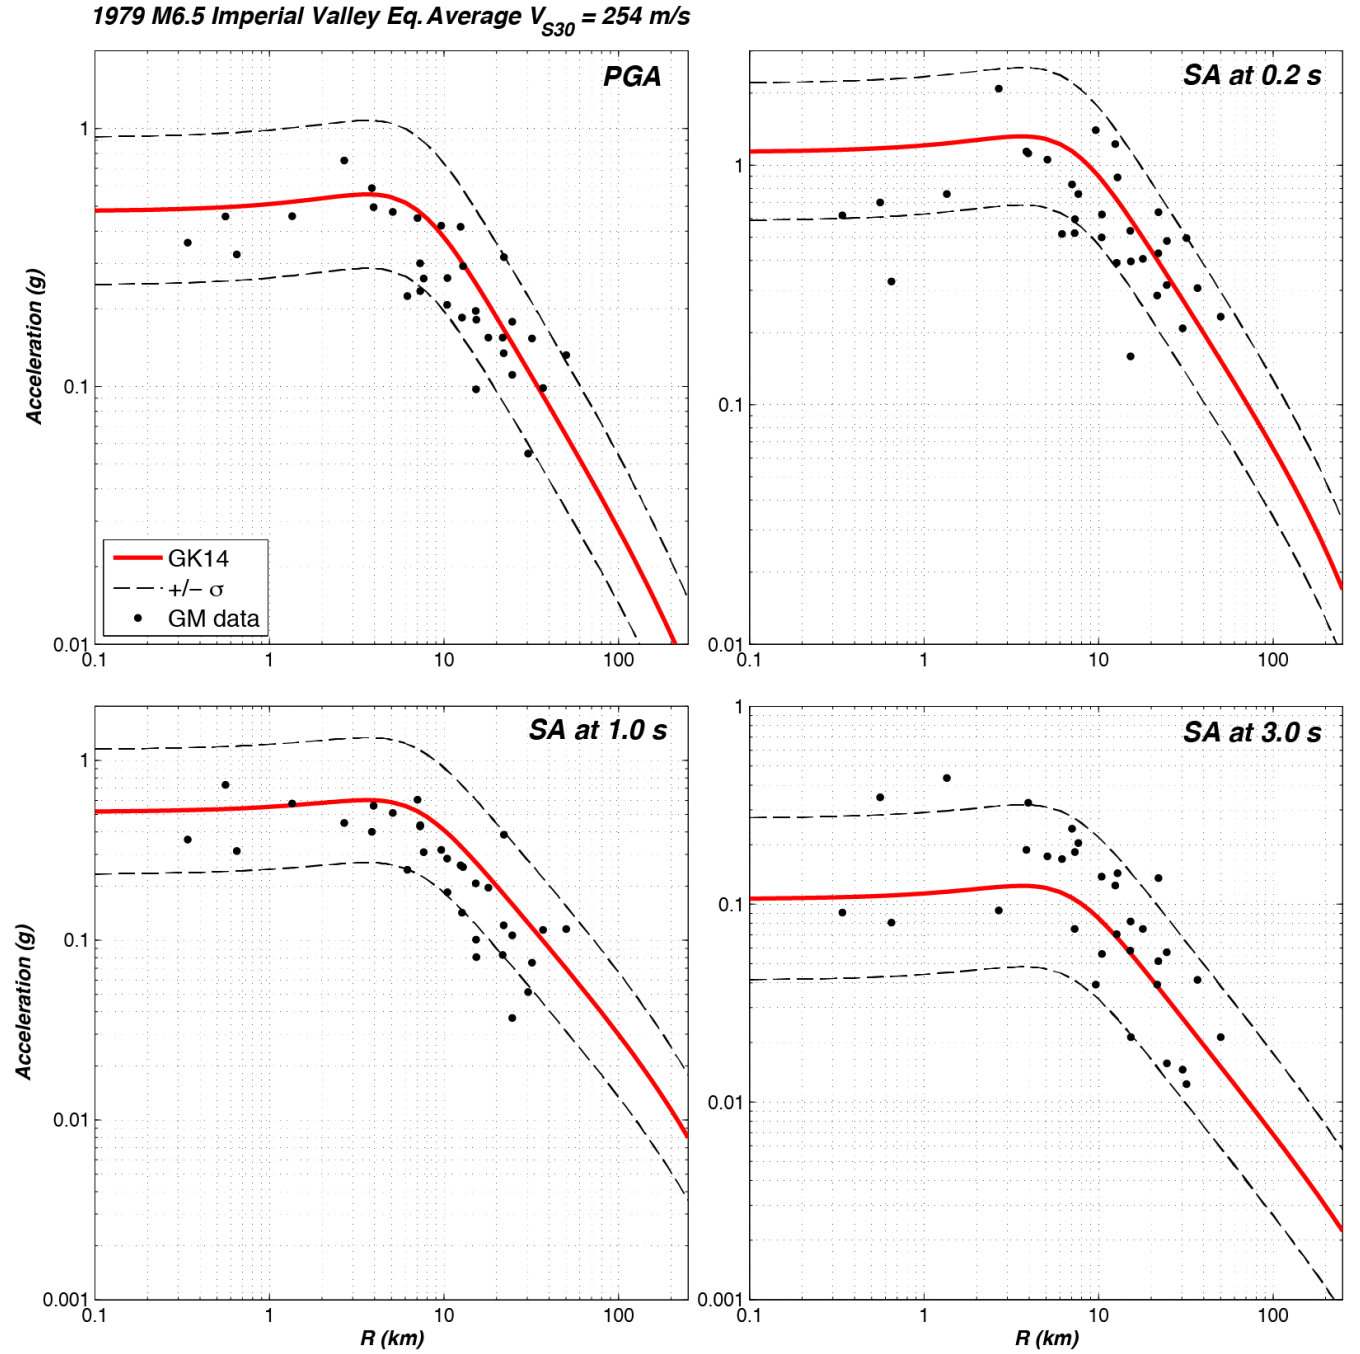 1979 M6.5 Imperial Valley Eq. Average VS30 = 254 m/s
PGA
1
0.1
0.01
Acceleration (g)
GK14
+/− σ
GM data
0.1 1 10 100
SA at 0.2 s
1
0.1
0.01
0.1 1 10 100
SA at 1.0 s
1
0.1
0.01
0.001
Acceleration (g)
0.1 1 10 100
R (km)
SA at 3.0 s
1
0.1
0.01
0.001
0.1 1 10 100
R (km)